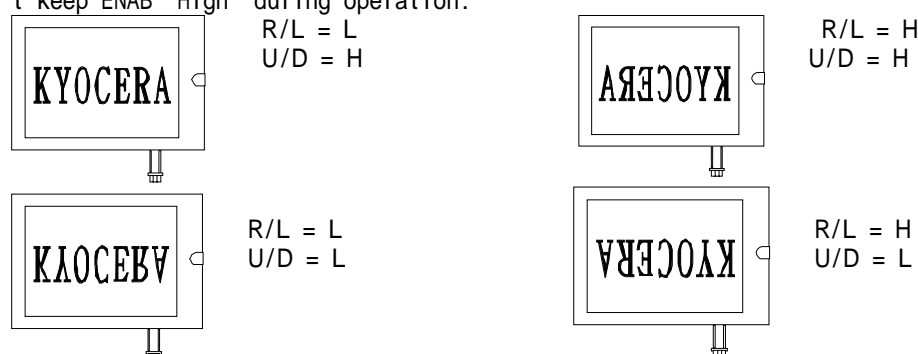 t keep ENAB "High" during operation.
R/L = L
U/D = H
KYOCERA
R/L = H
U/D = H
KYOCERA
R/L = L
U/D = L
KYOCERA
R/L = H
U/D = L
KYOCERA